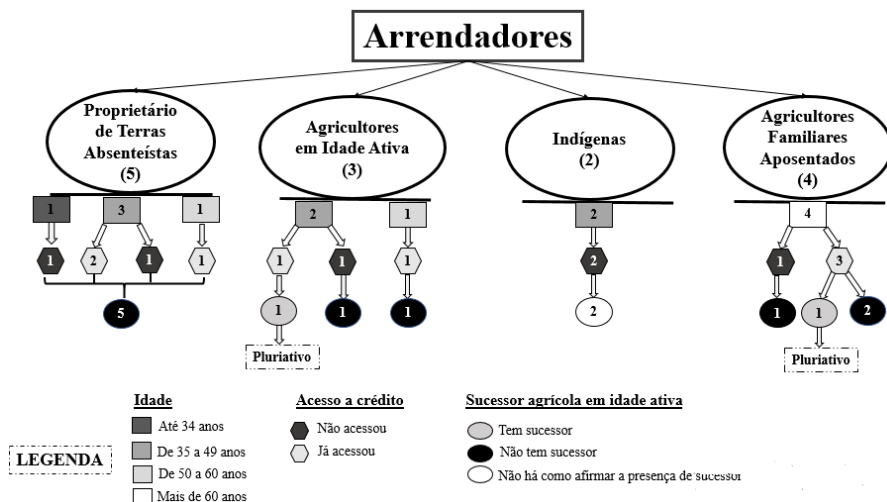 Arrendadores
Proprietário
de Terras
Absenteístas
(5)
Agricultores
em Idade Ativa
(3)
Indígenas
(2)
Agricultores
Familiares
Aposentados
(4)
1 3 1 2 1 2 4
1 2 1 1 1 1 1 2 1 3
5 1 1 1 2 1 1 2
Pluriativo Pluriativo
LEGENDA
Idade
Até 34 anos
De 35 a 49 anos
De 50 a 60 anos
Mais de 60 anos
Acesso a crédito
Não acessou
Já acessou
Sucessor agrícola em idade ativa
Tem sucessor
Não tem sucessor
Não há como afirmar a presença de sucessor